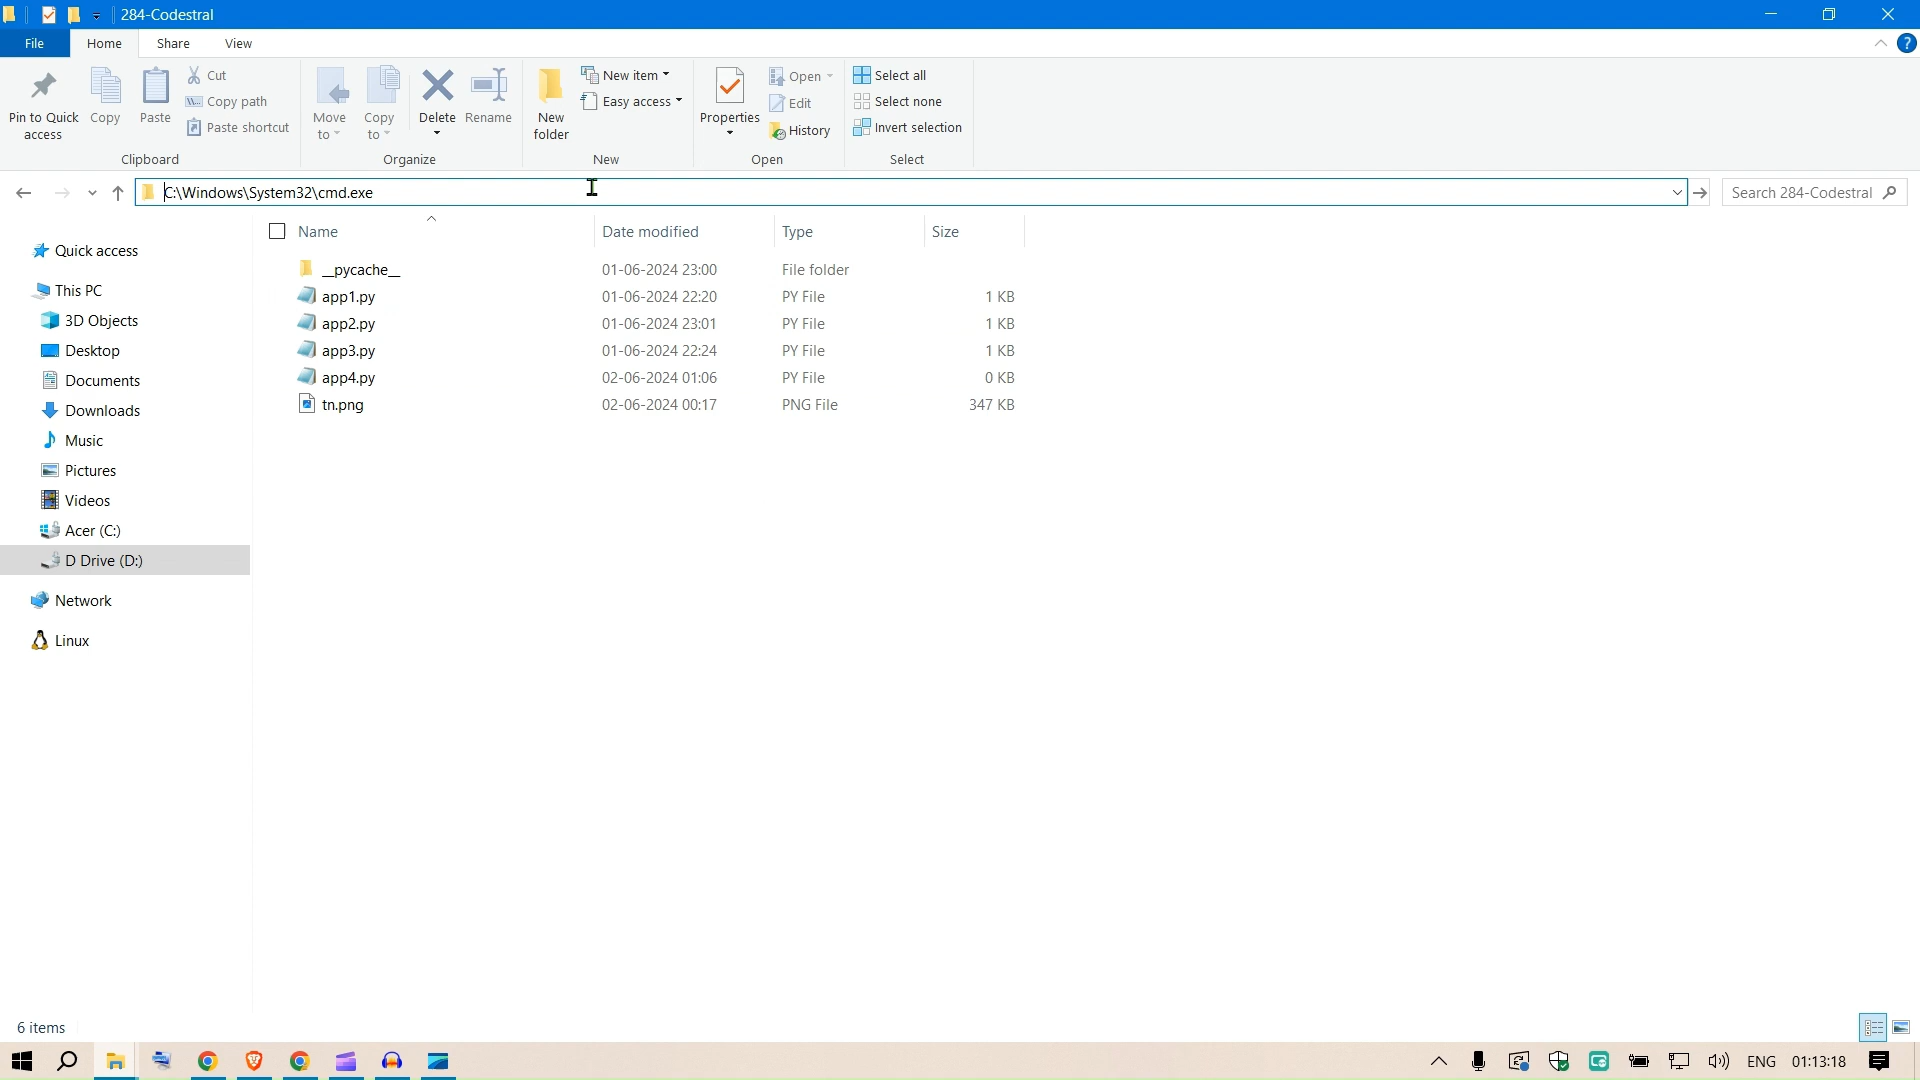 284-Codestral
File Home Share View
Pin to Quick access
Copy
Paste
Cut
Copy path
Paste shortcut
Clipboard
Move to
Copy to
Delete
Rename
Organize
New folder
New item
Easy access
New
Properties
Open
Edit
History
Open
Select all
Select none
Invert selection
Select
C:\Windows\System32\cmd.exe
Search 284-Codestral
Name Date modified Type Size
__pycache__ 01-06-2024 23:00 File folder
app1.py 01-06-2024 22:20 PY File 1 KB
app2.py 01-06-2024 23:01 PY File 1 KB
app3.py 01-06-2024 22:24 PY File 1 KB
app4.py 02-06-2024 01:06 PY File 0 KB
tn.png 02-06-2024 00:17 PNG File 347 KB
Quick access
This PC
3D Objects
Desktop
Documents
Downloads
Music
Pictures
Videos
Acer (C:)
D Drive (D:)
Network
Linux
6 items
ENG 01:13:18